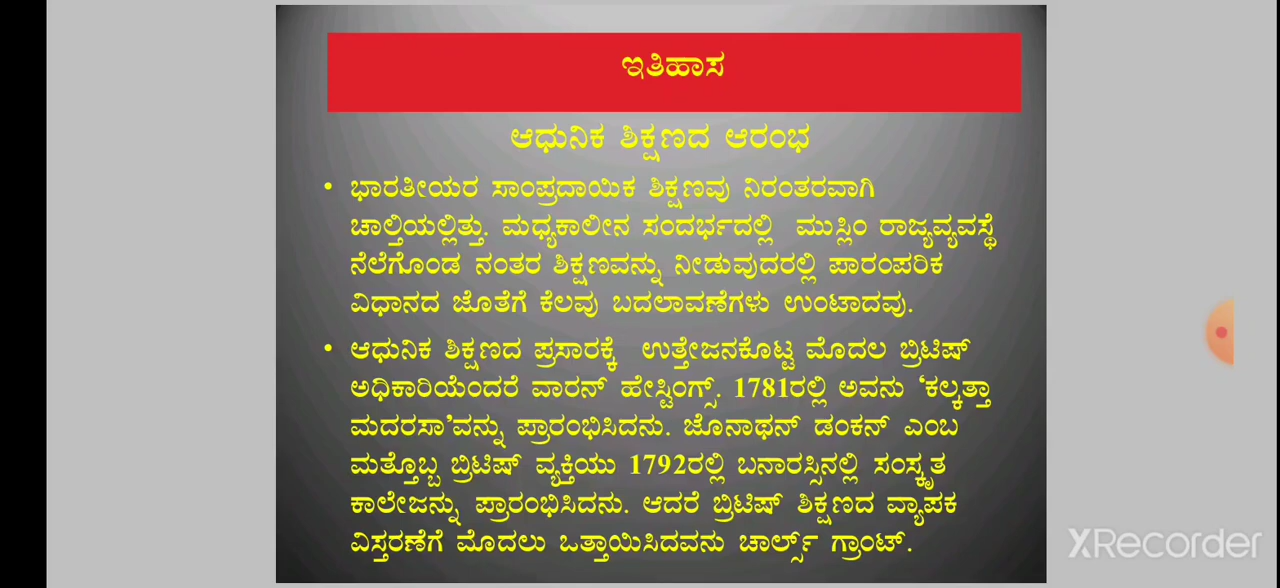 ಇತಿಹಾಸ
ಆಧುನಿಕ ಶಿಕ್ಷಣದ ಆರಂಭ
• ಭಾರತೀಯರ ಸಾಂಪ್ರದಾಯಿಕ ಶಿಕ್ಷಣವು ನಿರಂತರವಾಗಿ
ಚಾಲ್ತಿಯಲ್ಲಿತ್ತು. ಮಧ್ಯಕಾಲೀನ ಸಂದರ್ಭದಲ್ಲಿ ಮುಸ್ಲಿಂ ರಾಜ್ಯವ್ಯವಸ್ಥೆ
ನೆಲೆಗೊಂಡ ನಂತರ ಶಿಕ್ಷಣವನ್ನು ನೀಡುವುದರಲ್ಲಿ ಪಾರಂಪರಿಕ
ವಿಧಾನದ ಜೊತೆಗೆ ಕೆಲವು ಬದಲಾವಣೆಗಳು ಉಂಟಾದವು.
• ಆಧುನಿಕ ಶಿಕ್ಷಣದ ಪ್ರಸಾರಕ್ಕೆ ಉತ್ತೇಜನಕೊಟ್ಟ ಮೊದಲ ಬ್ರಿಟಿಷ್
ಅಧಿಕಾರಿಯೆಂದರೆ ವಾರನ್ ಹೇಸ್ಟಿಂಗ್ಸ್. 1781ರಲ್ಲಿ ಅವನು ‘ಕಲ್ಕತ್ತಾ
ಮದರಸಾ’ವನ್ನು ಪ್ರಾರಂಭಿಸಿದನು. ಜೊನಾಥನ್ ಡಂಕನ್ ಎಂಬ
ಮತ್ತೊಬ್ಬ ಬ್ರಿಟಿಷ್ ವ್ಯಕ್ತಿಯು 1792ರಲ್ಲಿ ಬನಾರಸ್ಸಿನಲ್ಲಿ ಸಂಸ್ಕೃತ
ಕಾಲೇಜನ್ನು ಪ್ರಾರಂಭಿಸಿದನು. ಆದರೆ ಬ್ರಿಟಿಷ್ ಶಿಕ್ಷಣದ ವ್ಯಾಪಕ
ವಿಸ್ತರಣೆಗೆ ಮೊದಲು ಒತ್ತಾಯಿಸಿದವನು ಚಾರ್ಲ್ಸ್ ಗ್ರಾಂಟ್.
XRecorder